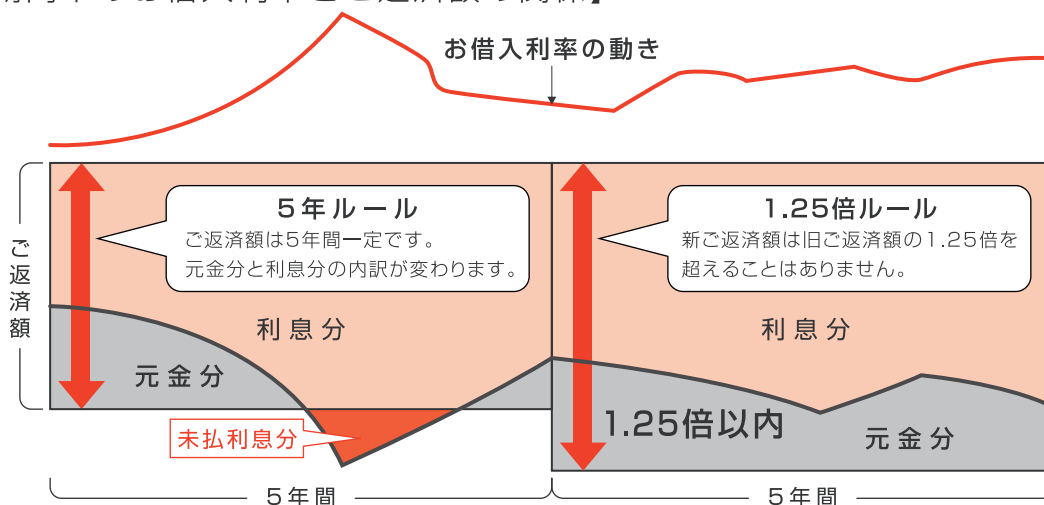 お借入利率の動き
5年ルール
ご返済額は5年間一定です。
元金分と利息分の内訳が変わります。
1.25倍ルール
新ご返済額は旧ご返済額の1.25倍を
超えることはありません。
ご返済額
利息分
利息分
元金分
未払利息分
1.25倍以内
元金分
5年間
5年間